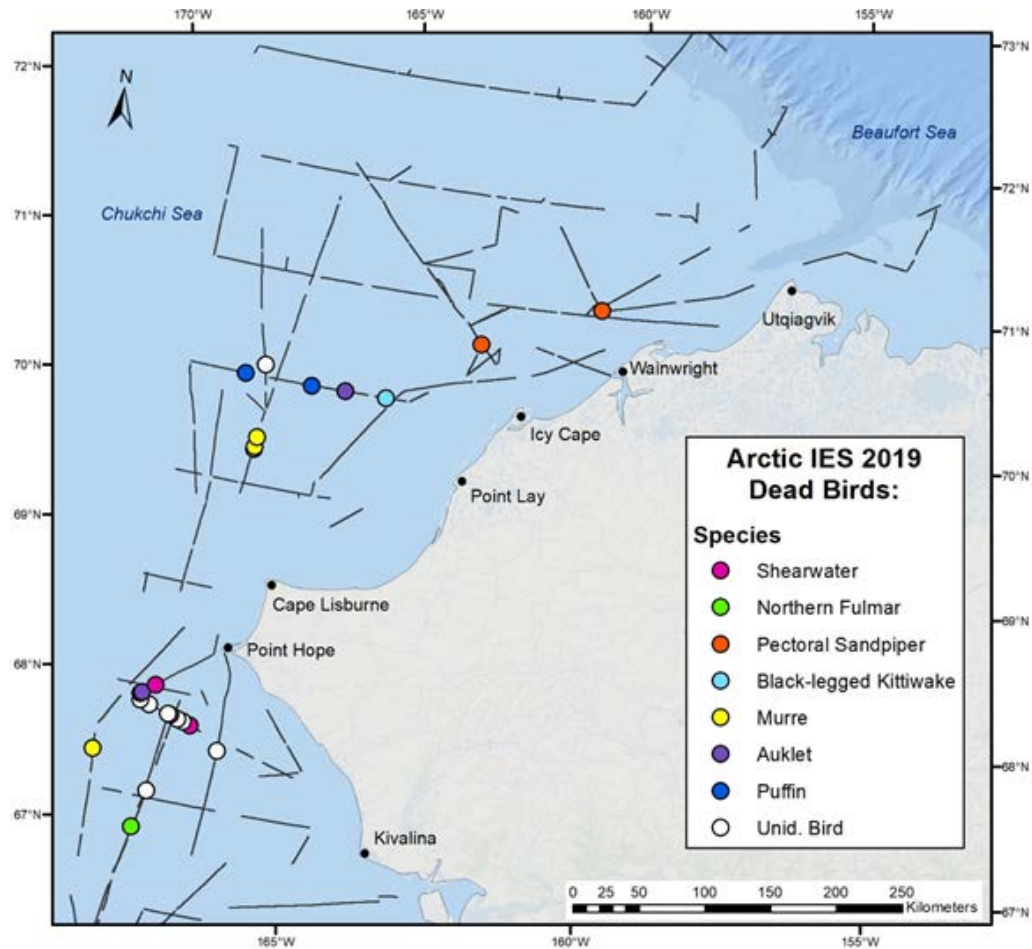 170°W
165°W
160°W
155°W
72°N
73°N
N
Beaufort Sea
72°N
Chukchi Sea
71°N
Utqiagvik
71°N
70°N
Wainwright
Icy Cape
Arctic IES 2019
Dead Birds:
Point Lay
70°N
69°N
Species
Shearwater
Cape Lisburne
Northern Fulmar
69°N
Point Hope
Pectoral Sandpiper
68°N
Black-legged Kittiwake
Murre
Auklet
68°N
Puffin
67°N
Unid. Bird
Kivalina
0 25 50 100 150 200 250
Kilometers
67°N
165°W
160°W
155°W